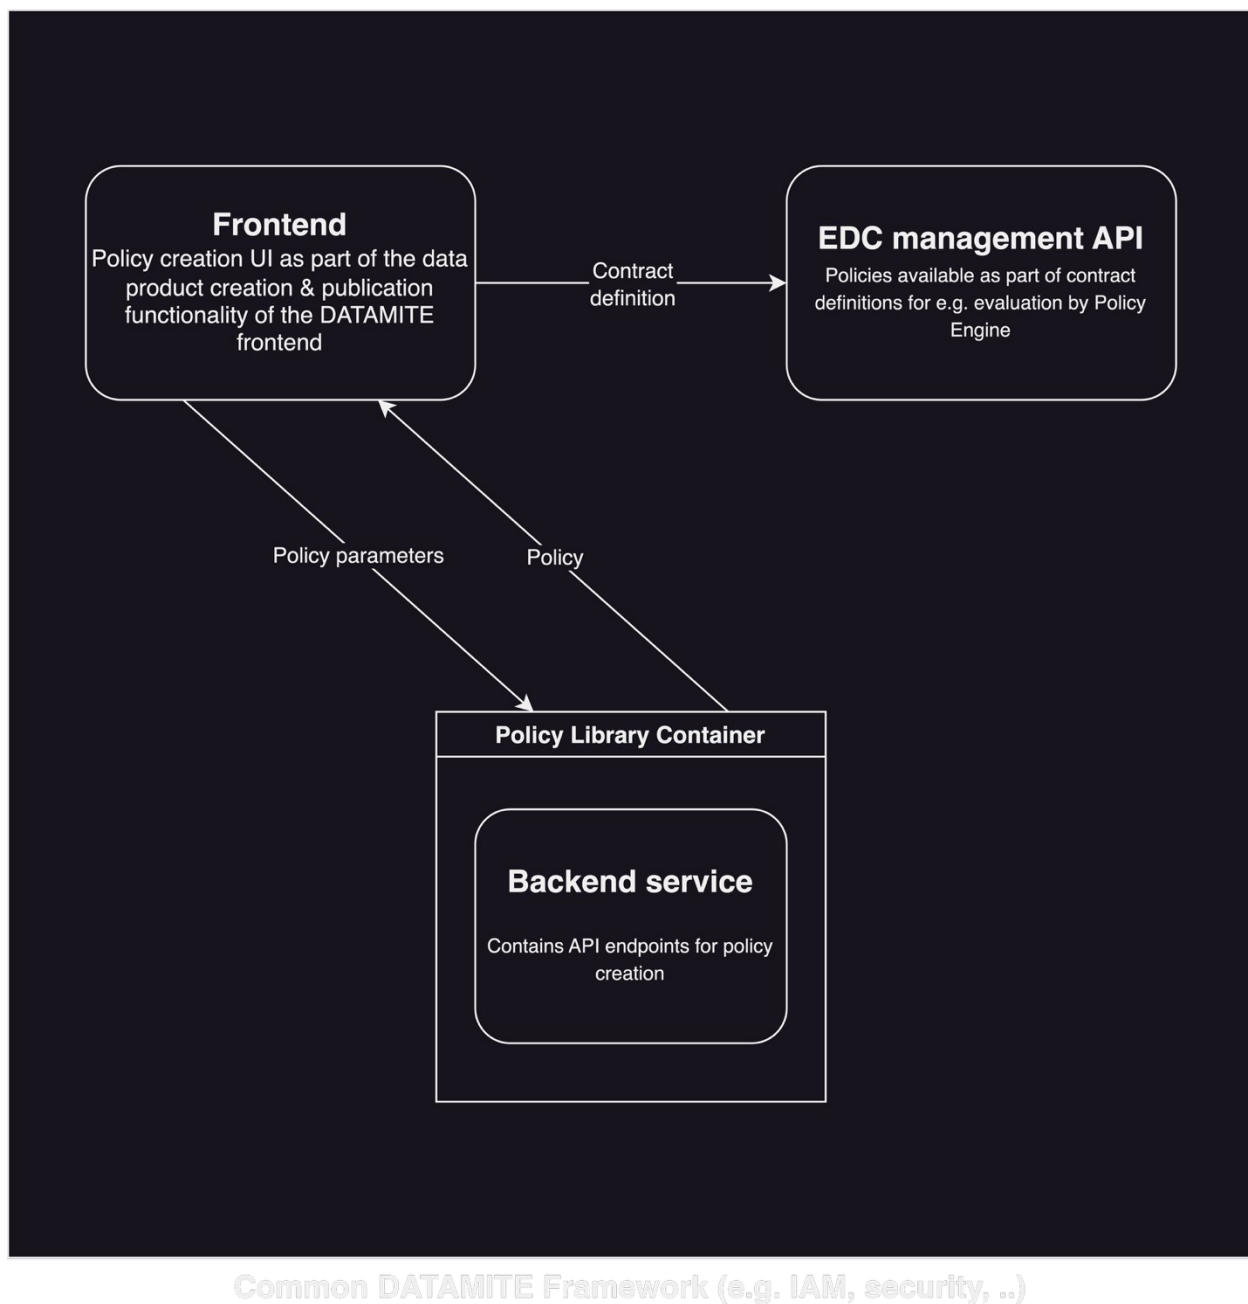 Frontend
Policy creation UI as part of the data
product creation & publication
functionality of the DATAMITE
frontend
EDC management API
Policies available as part of contract
definitions for e.g. evaluation by Policy
Engine
Contract
definition
Policy parameters
Policy
Policy Library Container
Backend service
Contains API endpoints for policy
creation
Common DATAMITE Framework (e.g. IAM, security, ..)